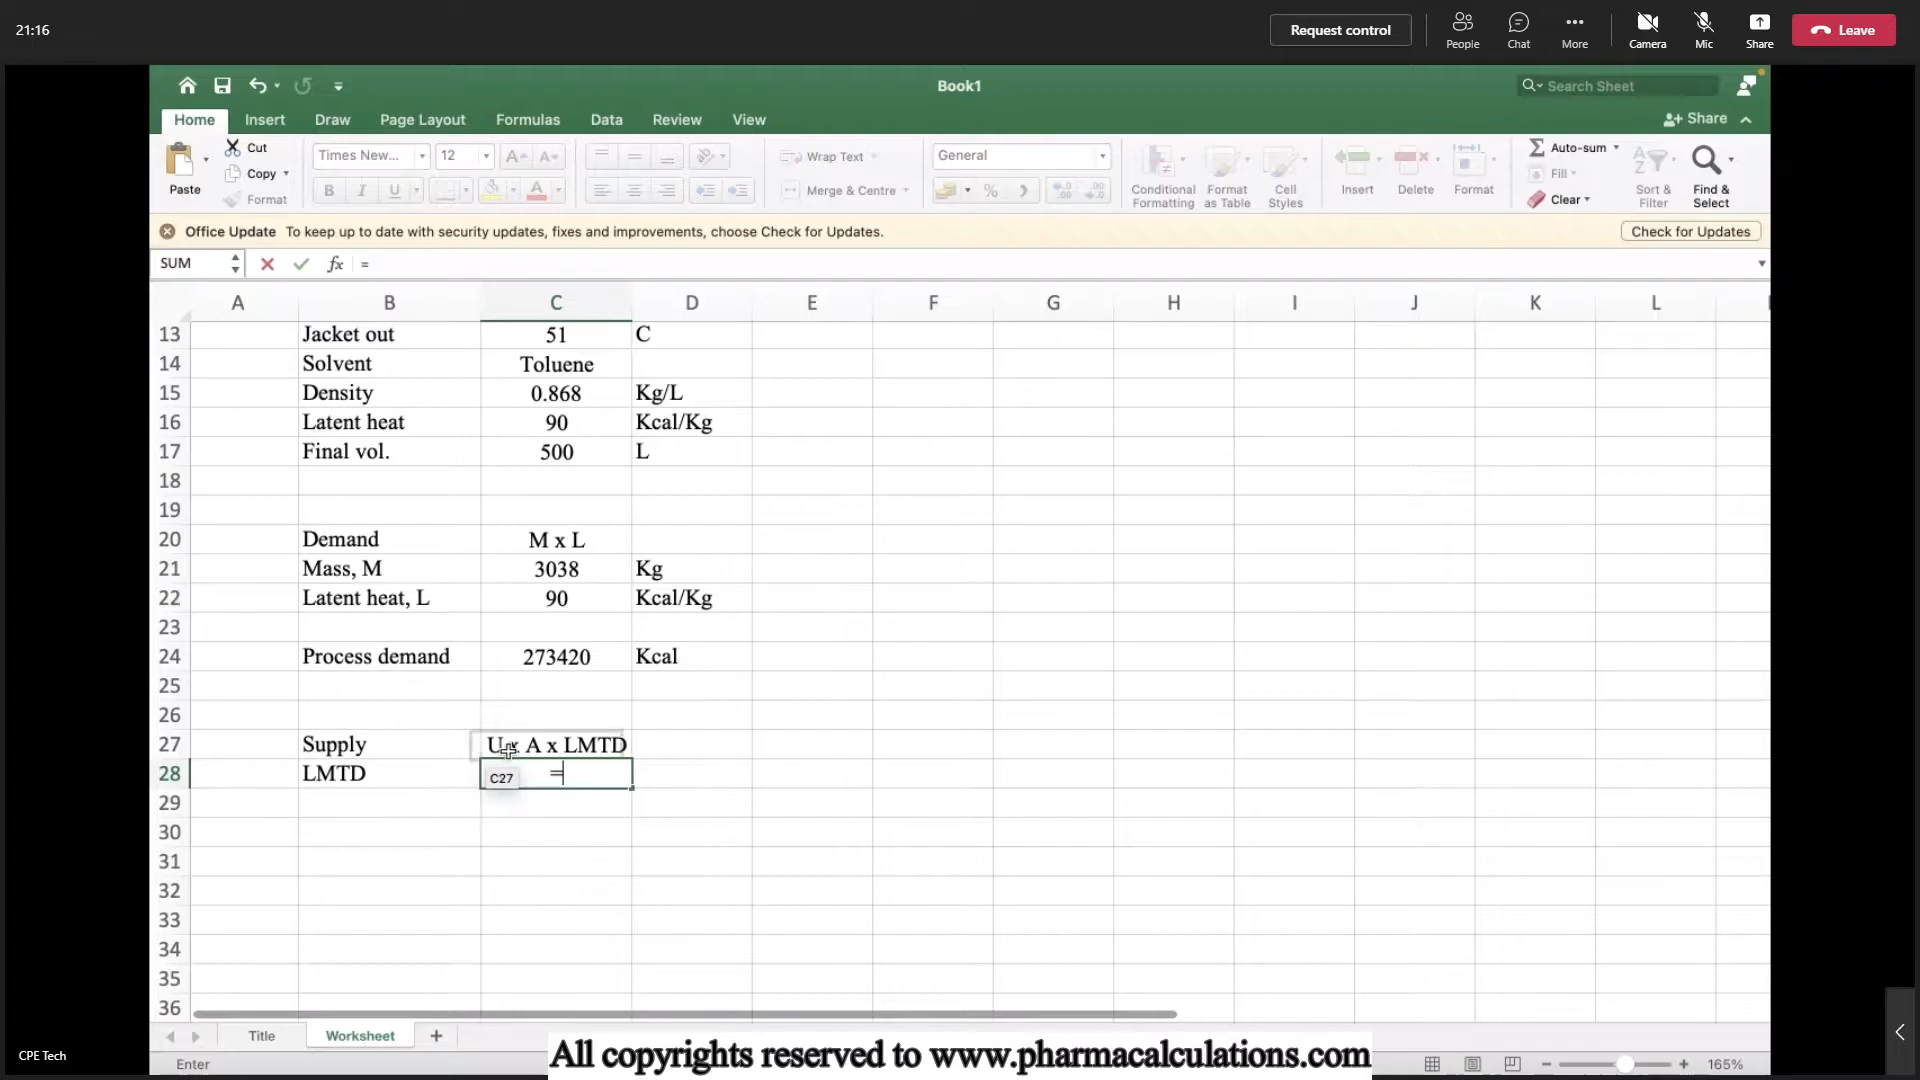 21:16
Request control
People
Chat
More
Camera
Mic
Share
Leave
Book1
Search Sheet
Home
Insert
Draw
Page Layout
Formulas
Data
Review
View
Share
Paste
Cut
Copy
Format
Times New...
12
B
I
U
A
Wrap Text
Merge & Centre
General
%
Conditional Formatting
Format as Table
Cell Styles
Insert
Delete
Format
Auto-sum
Fill
Clear
Sort & Filter
Find & Select
Office Update To keep up to date with security updates, fixes and improvements, choose Check for Updates.
Check for Updates
SUM
fx =
A B C D E F G H I J K L
13 Jacket out 51 C
14 Solvent Toluene
15 Density 0.868 Kg/L
16 Latent heat 90 Kcal/Kg
17 Final vol. 500 L
18
19
20 Demand M x L
21 Mass, M 3038 Kg
22 Latent heat, L 90 Kcal/Kg
23
24 Process demand 273420 Kcal
25
26
27 Supply U x A x LMTD
28 LMTD =
C27
29
30
31
32
33
34
35
36
Title
Worksheet
+
CPE Tech
Enter
All copyrights reserved to www.pharmacalculations.com
165%